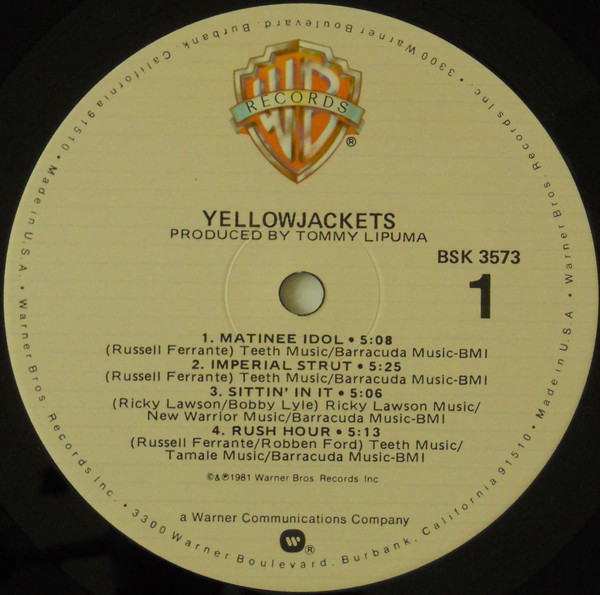 WB
RECORDS
®
YELLOWJACKETS
PRODUCED BY TOMMY LIPUMA
BSK 3573
1
1. MATINEE IDOL • 5:08
(Russell Ferrante) Teeth Music/Barracuda Music-BMI
2. IMPERIAL STRUT • 5:25
(Russell Ferrante) Teeth Music/Barracuda Music-BMI
3. SITTIN' IN IT • 5:06
(Ricky Lawson/Bobby Lyle) Ricky Lawson Music/
New Warrior Music/Barracuda Music-BMI
4. RUSH HOUR • 5:13
(Russell Ferrante/Robben Ford) Teeth Music/
Tamale Music/Barracuda Music-BMI
©&℗1981 Warner Bros. Records Inc.
a Warner Communications Company
®
Made in U.S.A. • Warner Bros. Records Inc. • 3300 Warner Boulevard, Burbank, California 91510 • Made in U.S.A. • Warner Bros. Records Inc. • 3300 Warner Boulevard, Burbank, California 91510 •